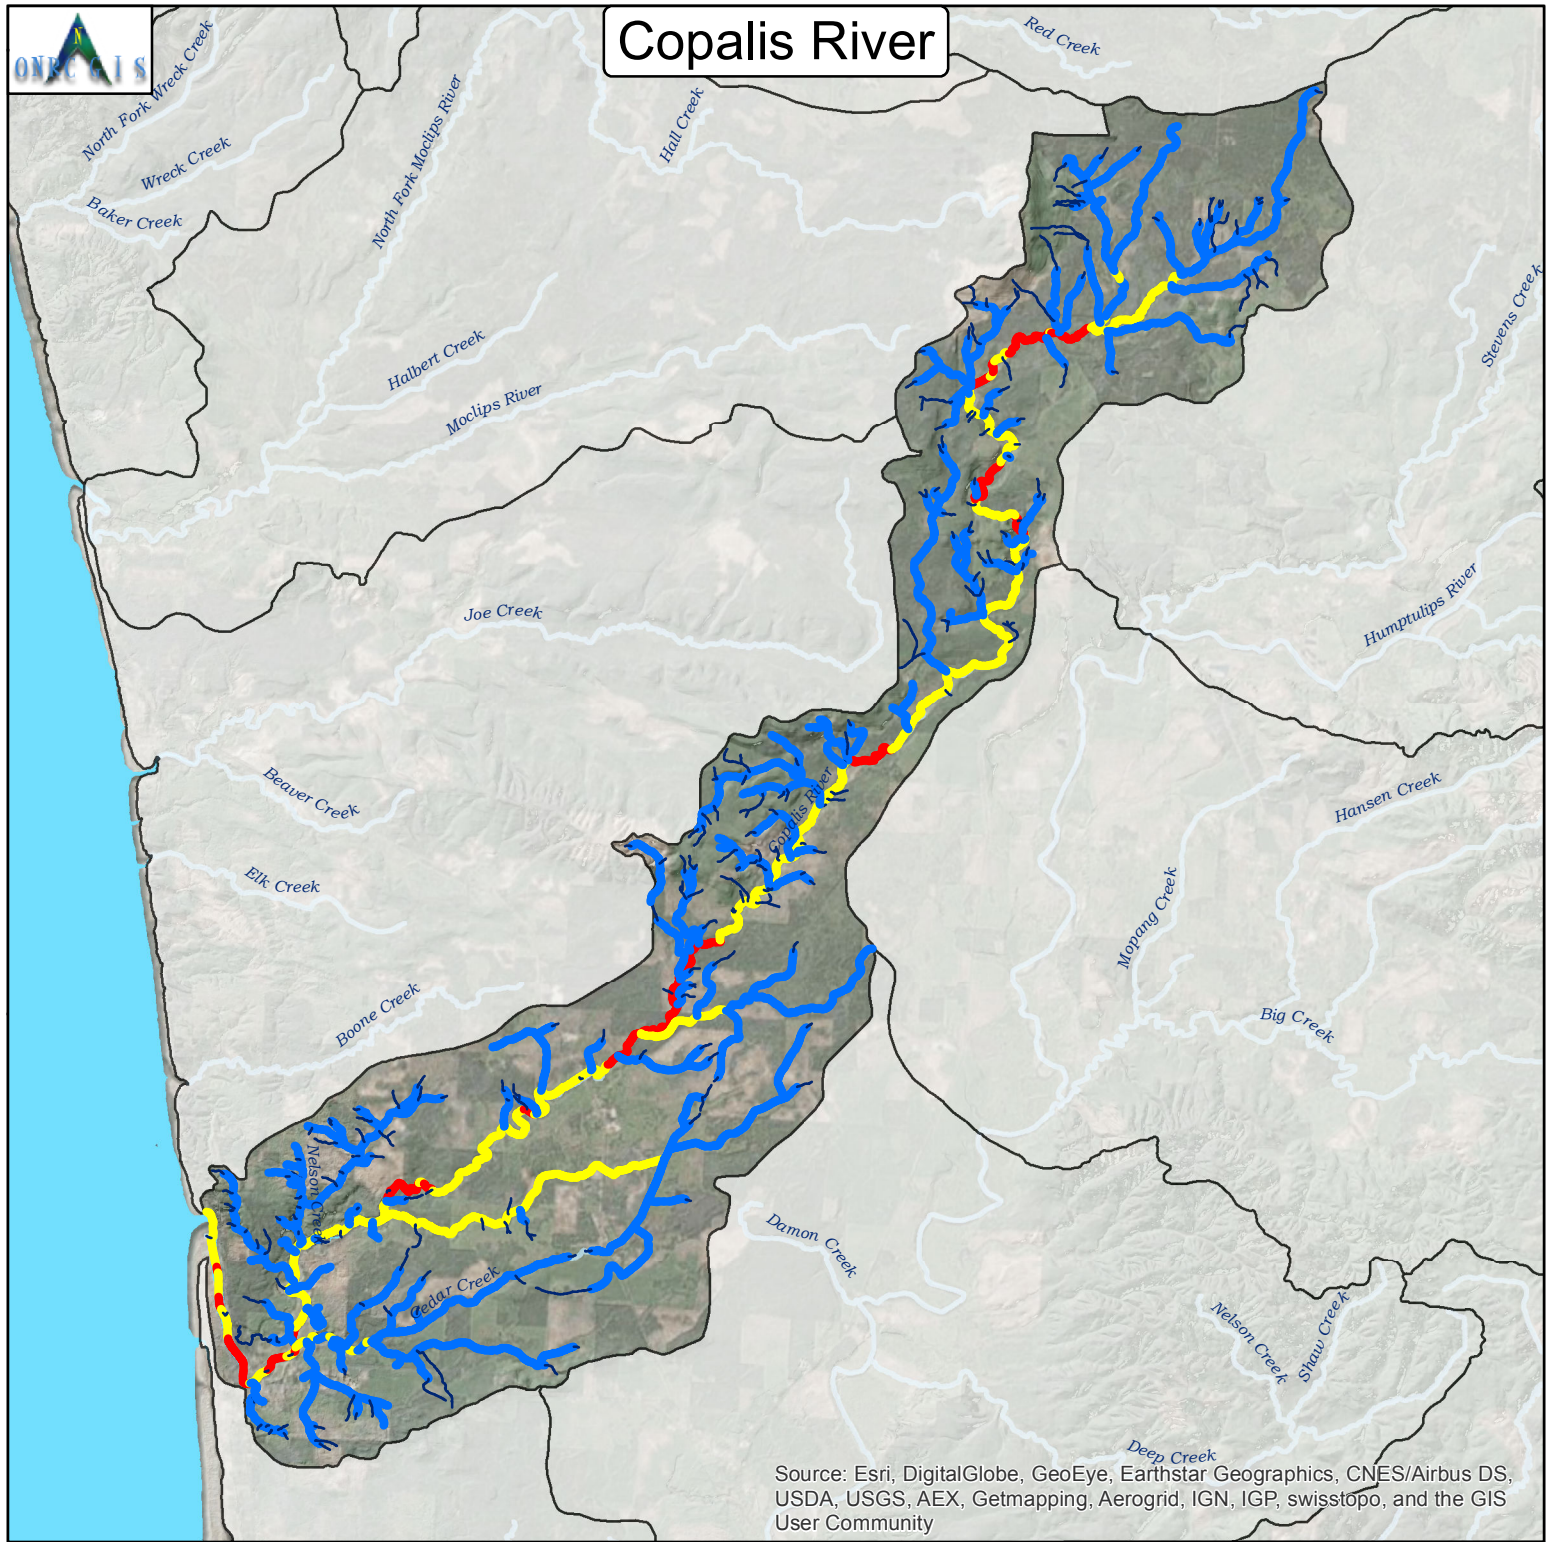 N
ONRC GIS
Copalis River
Red Creek
North Fork Wreck Creek
Wreck Creek
Baker Creek
North Fork Moclips River
Hall Creek
Halbert Creek
Moclips River
Stevens Creek
Joe Creek
Humptulips River
Beaver Creek
Copalis River
Hansen Creek
Elk Creek
Mopang Creek
Boone Creek
Big Creek
Nelson Creek
Damon Creek
Cedar Creek
Nelson Creek
Shaw Creek
Deep Creek
Source: Esri, DigitalGlobe, GeoEye, Earthstar Geographics, CNES/Airbus DS,
USDA, USGS, AEX, Getmapping, Aerogrid, IGN, IGP, swisstopo, and the GIS
User Community